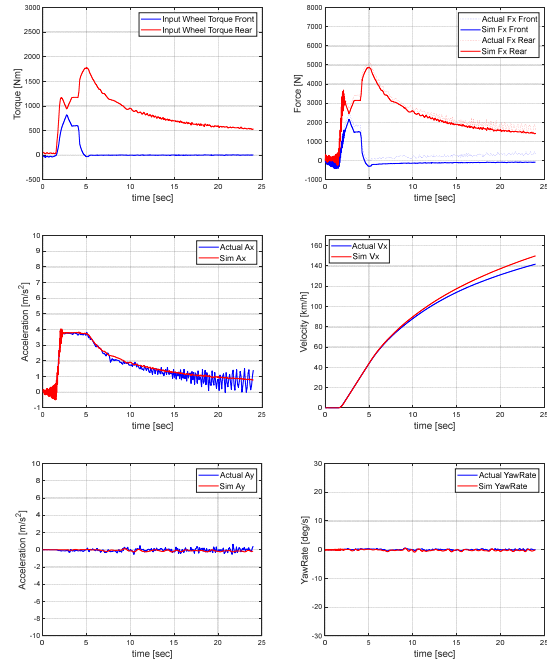 3000
2500
2000
1500
1000
500
0
-500
Torque [Nm]
Input Wheel Torque Front
Input Wheel Torque Rear
0 5 10 15 20 25
time [sec]
8000
7000
6000
5000
4000
3000
2000
1000
0
-1000
Force [N]
Actual Fx Front
Sim Fx Front
Actual Fx Rear
Sim Fx Rear
0 5 10 15 20 25
time [sec]
10
9
8
7
6
5
4
3
2
1
0
-1
Acceleration [m/s²]
Actual Ax
Sim Ax
0 5 10 15 20 25
time [sec]
160
140
120
100
80
60
40
20
0
Velocity [km/h]
Actual Vx
Sim Vx
0 5 10 15 20 25
time [sec]
10
8
6
4
2
0
-2
-4
-6
-8
-10
Acceleration [m/s²]
Actual Ay
Sim Ay
0 5 10 15 20 25
time [sec]
30
20
10
0
-10
-20
-30
YawRate [deg/s]
Actual YawRate
Sim YawRate
0 5 10 15 20 25
time [sec]